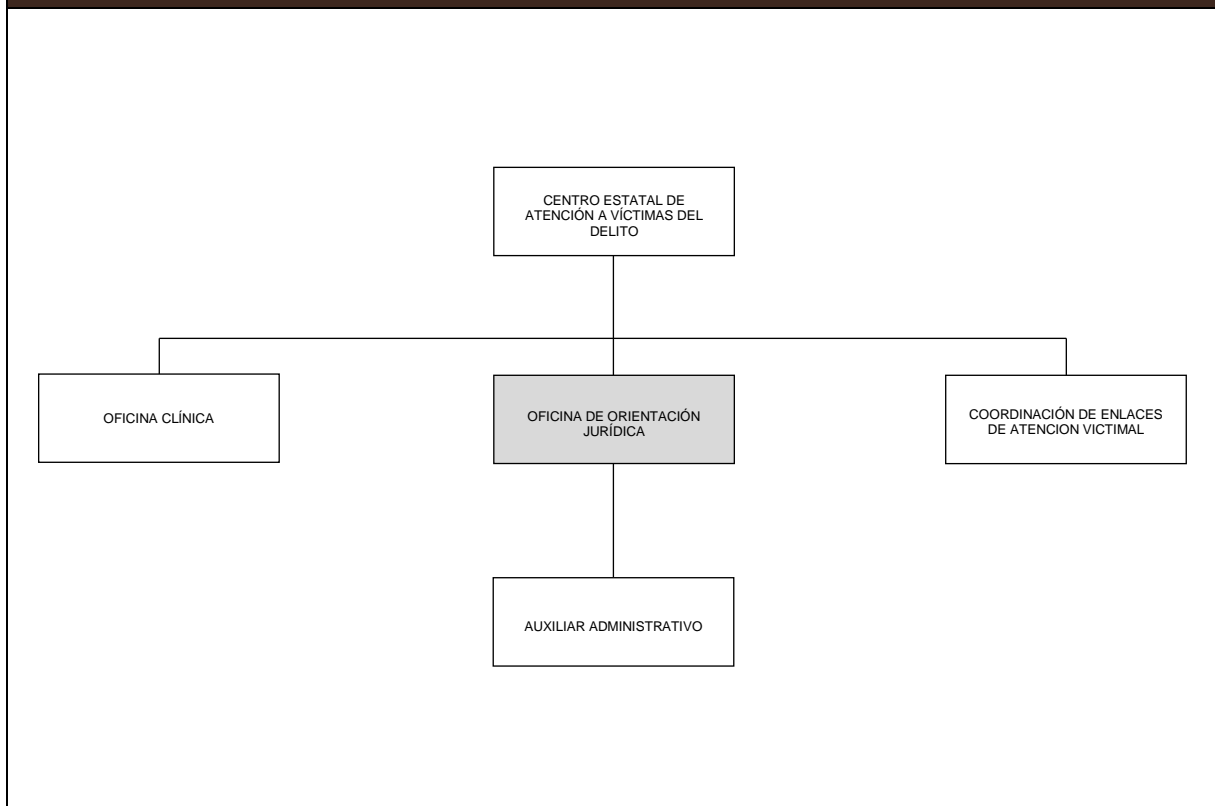 CENTRO ESTATAL DE
ATENCIÓN A VÍCTIMAS DEL
DELITO
OFICINA CLÍNICA
OFICINA DE ORIENTACIÓN
JURÍDICA
COORDINACIÓN DE ENLACES
DE ATENCION VICTIMAL
AUXILIAR ADMINISTRATIVO